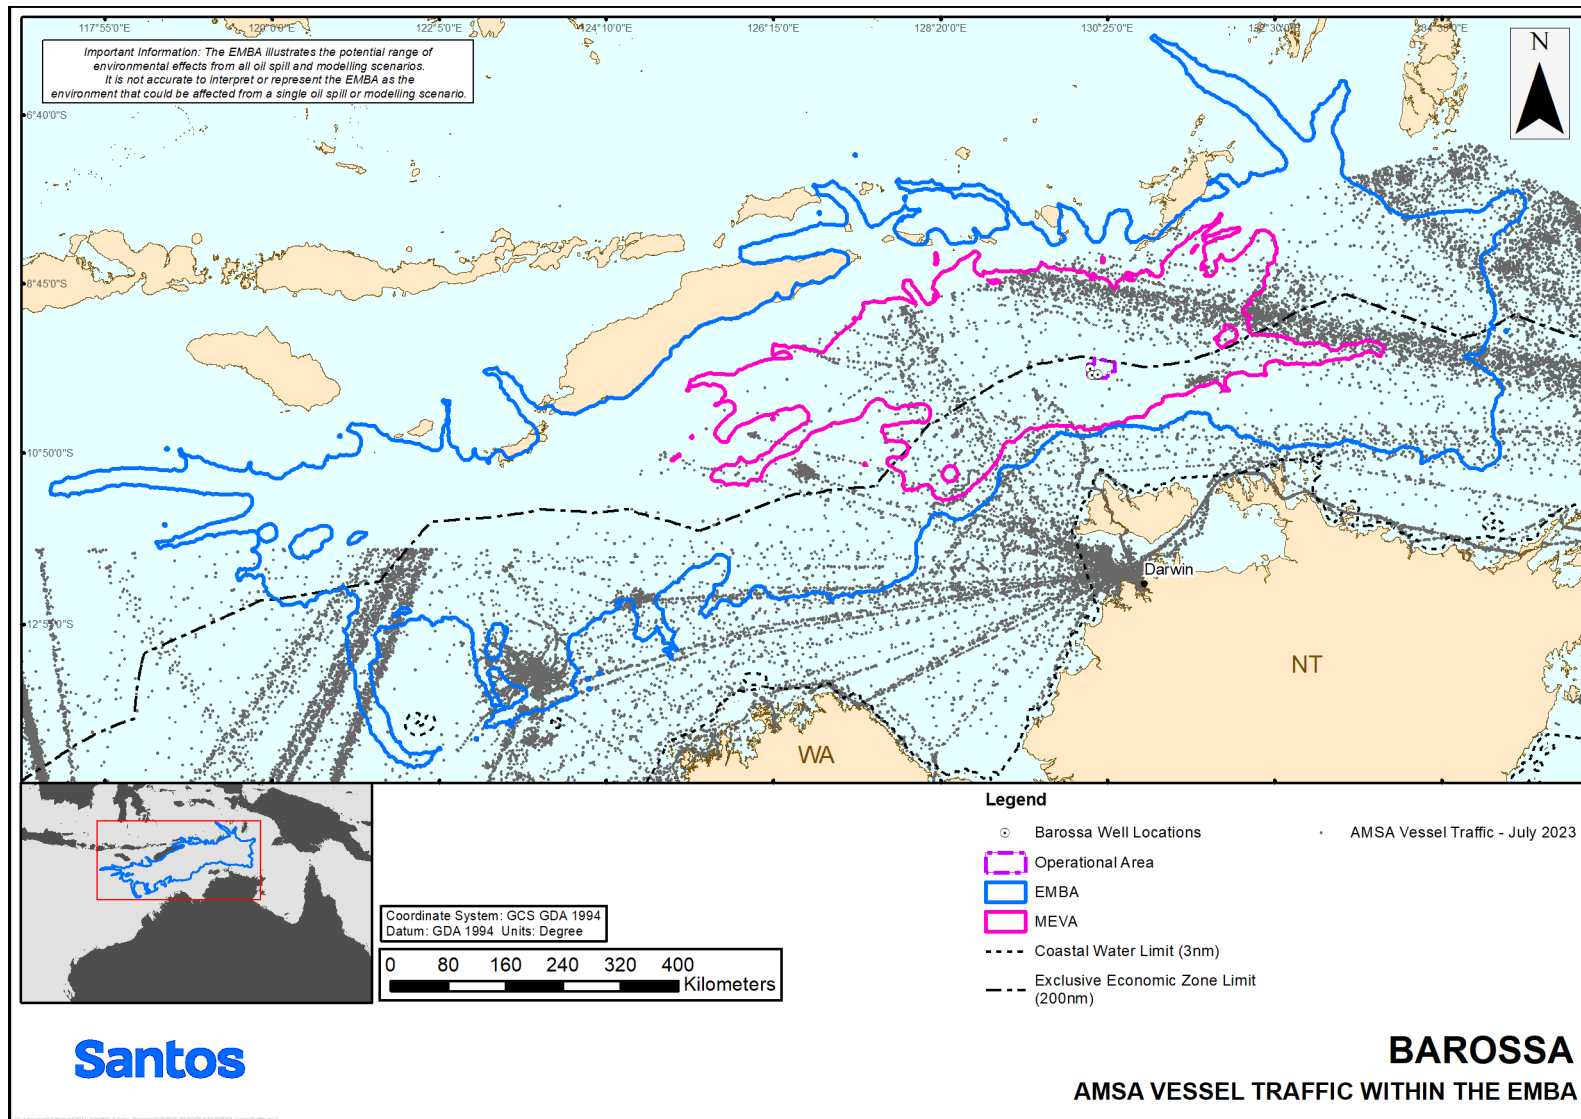 117°55'0"E
120°0'0"E
122°5'0"E
124°10'0"E
126°15'0"E
128°20'0"E
130°25'0"E
132°30'0"E
134°35'0"E
Important Information: The EMBA illustrates the potential range of
environmental effects from all oil spill and modelling scenarios.
It is not accurate to interpret or represent the EMBA as the
environment that could be affected from a single oil spill or modelling scenario.
N
6°40'0"S
8°45'0"S
10°50'0"S
12°55'0"S
Darwin
NT
WA
Legend
Barossa Well Locations
AMSA Vessel Traffic - July 2023
Operational Area
EMBA
MEVA
Coastal Water Limit (3nm)
Exclusive Economic Zone Limit
(200nm)
Coordinate System: GCS GDA 1994
Datum: GDA 1994 Units: Degree
0 80 160 240 320 400
Kilometers
Santos
BAROSSA
AMSA VESSEL TRAFFIC WITHIN THE EMBA